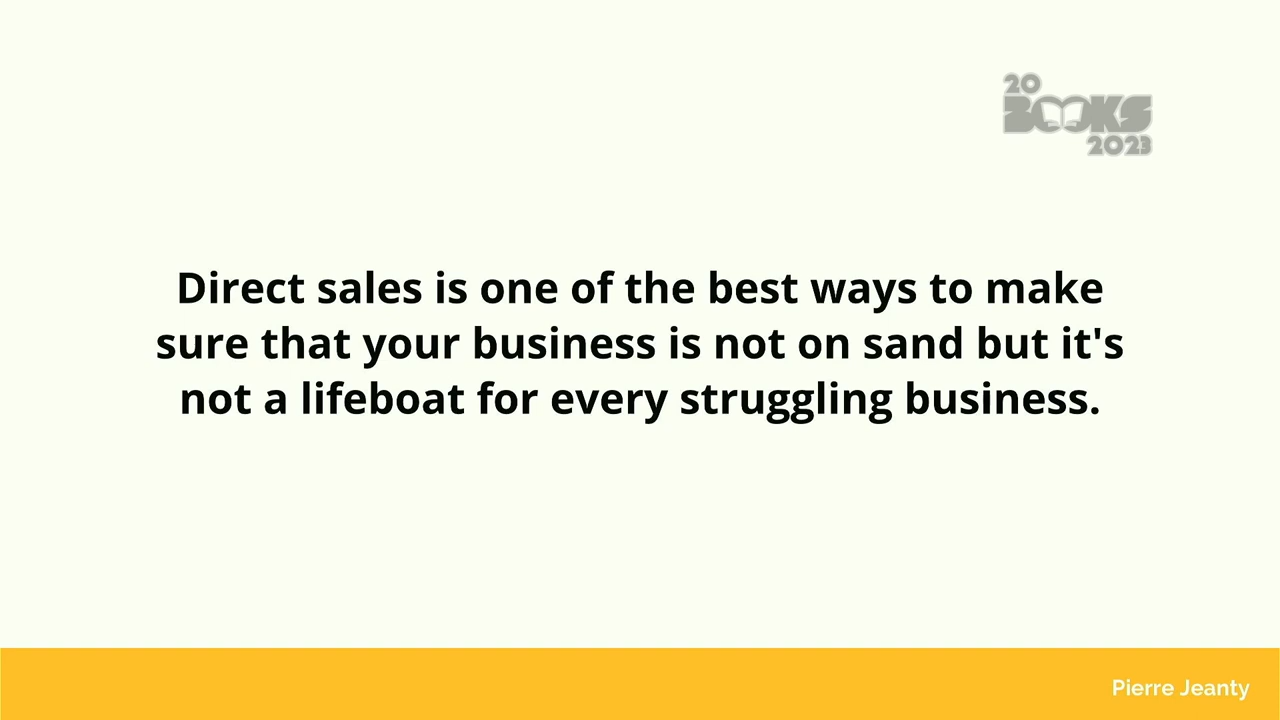 20
BOOKS
2023
Direct sales is one of the best ways to make
sure that your business is not on sand but it's
not a lifeboat for every struggling business.
Pierre Jeanty